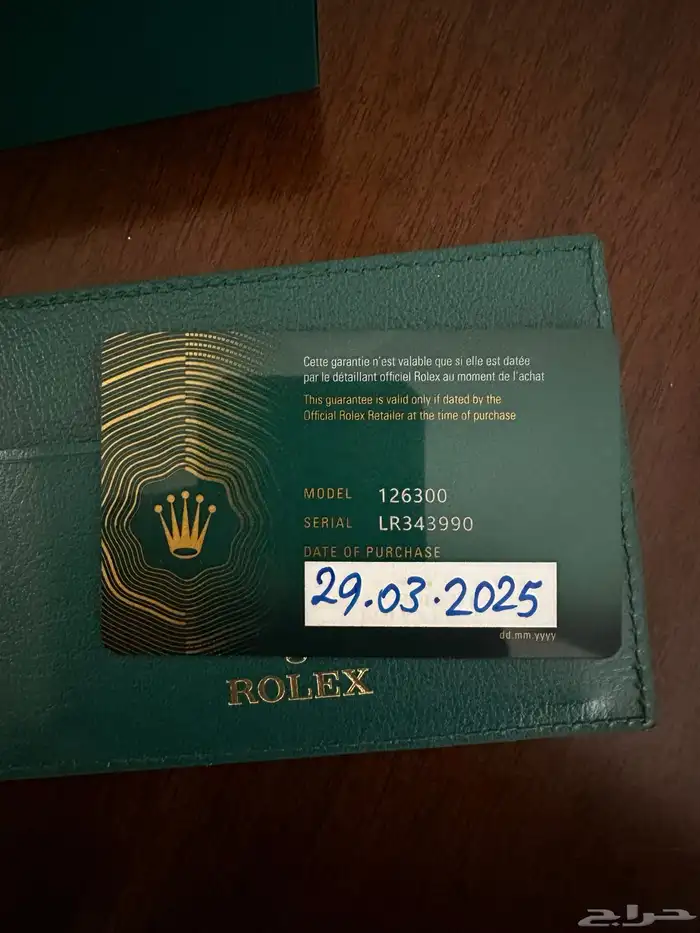 Cette garantie n'est valable que si elle est datée
par le détaillant officiel Rolex au moment de l'achat
This guarantee is valid only if dated by the
Official Rolex Retailer at the time of purchase
MODEL 126300
SERIAL LR343990
DATE OF PURCHASE
29.03.2025
dd.mm.yyyy
ROLEX
حراج